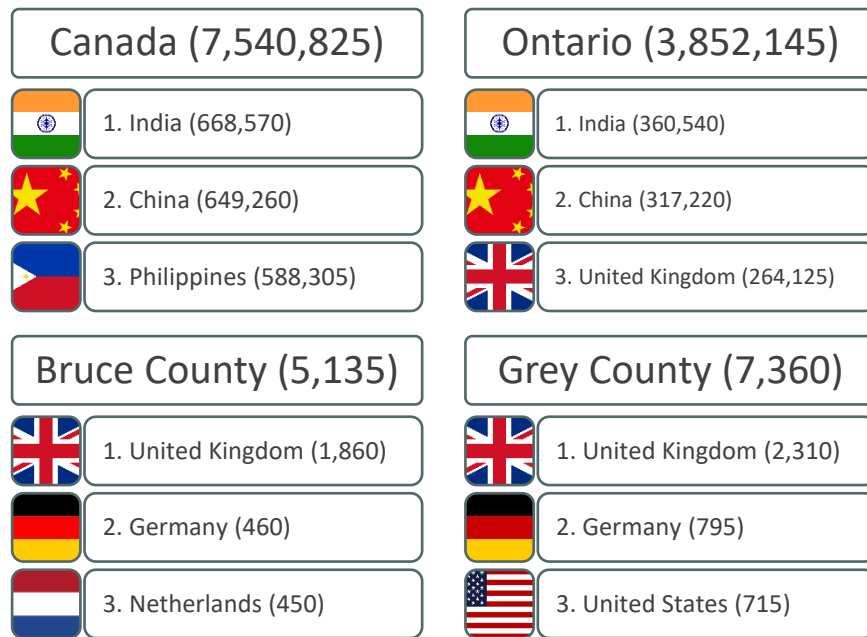 Canada (7,540,825)
1. India (668,570)
2. China (649,260)
3. Philippines (588,305)
Ontario (3,852,145)
1. India (360,540)
2. China (317,220)
3. United Kingdom (264,125)
Bruce County (5,135)
1. United Kingdom (1,860)
2. Germany (460)
3. Netherlands (450)
Grey County (7,360)
1. United Kingdom (2,310)
2. Germany (795)
3. United States (715)